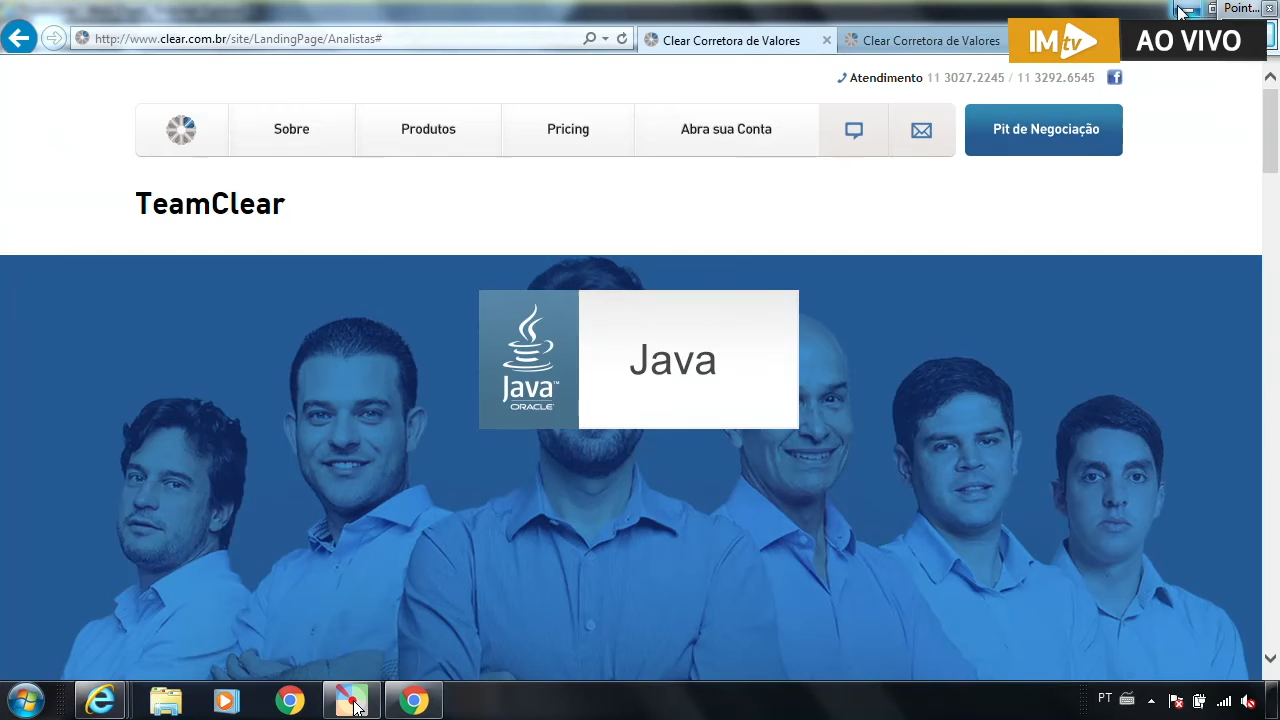 Point...
http://www.clear.com.br/site/LandingPage/Analistas#
Clear Corretora de Valores
Clear Corretora de Valores
IMtv
AO VIVO
Atendimento 11 3027.2245 / 11 3292.6545
Sobre
Produtos
Pricing
Abra sua Conta
Pit de Negociação
TeamClear
Java™
ORACLE
Java
PT